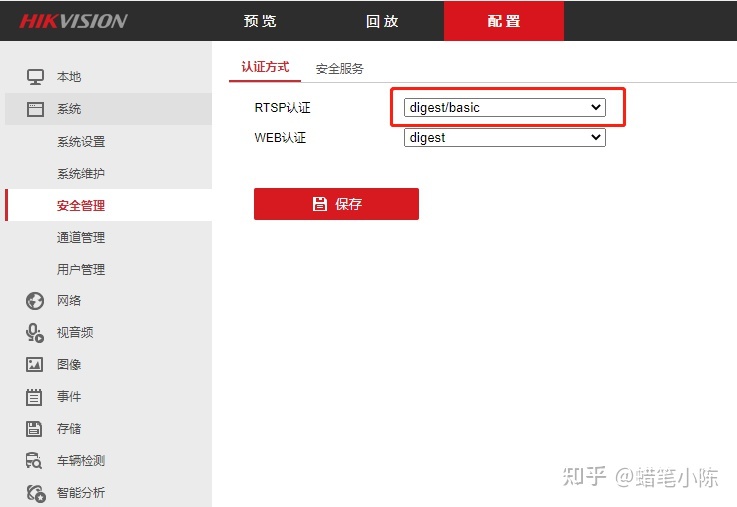 HIKVISION 预览 回放 配置
认证方式 安全服务
本地
系统
系统设置
系统维护
安全管理
通道管理
用户管理
网络
视音频
图像
事件
存储
车辆检测
智能分析
RTSP认证 digest/basic
WEB认证 digest
保存
知乎 @蜡笔小陈